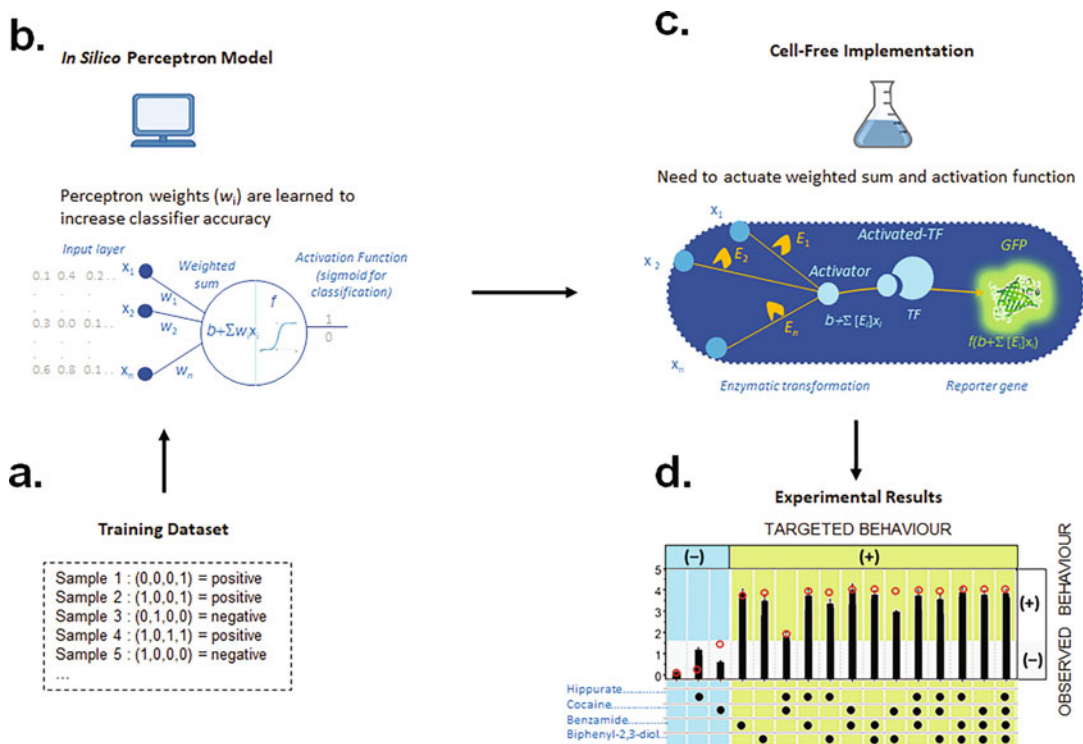 b.
In Silico Perceptron Model
Perceptron weights (wi) are learned to
increase classifier accuracy
Input layer
0.1 0.4 0.2 . .
. . .
. . .
0.3 0.0 0.1 . .
. . .
. . .
0.6 0.8 0.1 . .
x1
x2
xn
w1
w2
wn
Weighted
sum
b+Σwixi
f
Activation Function
(sigmoid for
classification)
1
0
c.
Cell-Free Implementation
Need to actuate weighted sum and activation function
X1
X2
Xn
E1
E2
En
Activator
b+Σ [Ei]xi
Activated-TF
TF
GFP
f(b+Σ [Ei]xi)
Enzymatic transformation
Reporter gene
a.
Training Dataset
Sample 1 : (0,0,0,1) = positive
Sample 2 : (1,0,0,1) = positive
Sample 3 : (0,1,0,0) = negative
Sample 4 : (1,0,1,1) = positive
Sample 5 : (1,0,0,0) = negative
...
d.
Experimental Results
TARGETED BEHAVIOUR
(−)
(+)
5
4
3
2
1
0
(+)
(−)
OBSERVED BEHAVIOUR
Hippurate
Cocaine
Benzamide
Biphenyl-2,3-diol